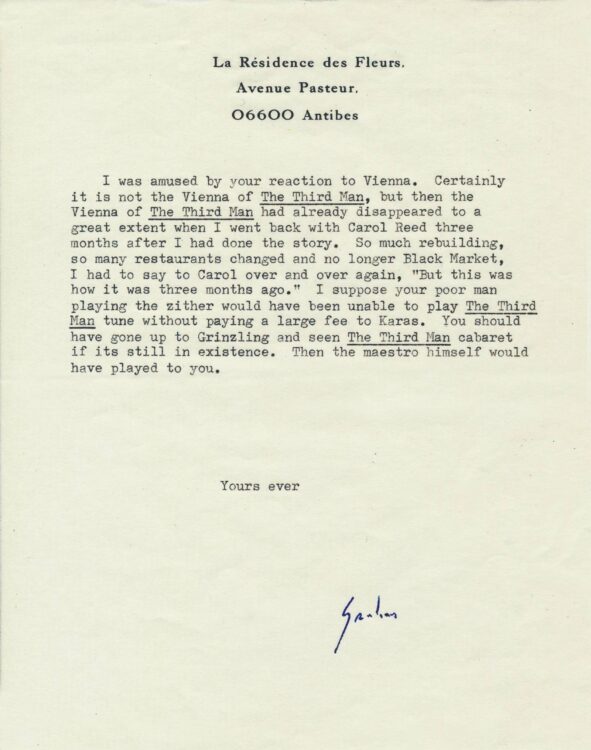 La Résidence des Fleurs.
Avenue Pasteur.
06600 Antibes
I was amused by your reaction to Vienna. Certainly
it is not the Vienna of The Third Man, but then the
Vienna of The Third Man had already disappeared to a
great extent when I went back with Carol Reed three
months after I had done the story. So much rebuilding,
so many restaurants changed and no longer Black Market,
I had to say to Carol over and over again, "But this was
how it was three months ago." I suppose your poor man
playing the zither would have been unable to play The Third
Man tune without paying a large fee to Karas. You should
have gone up to Grinzling and seen The Third Man cabaret
if its still in existence. Then the maestro himself would
have played to you.
Yours ever
Graham